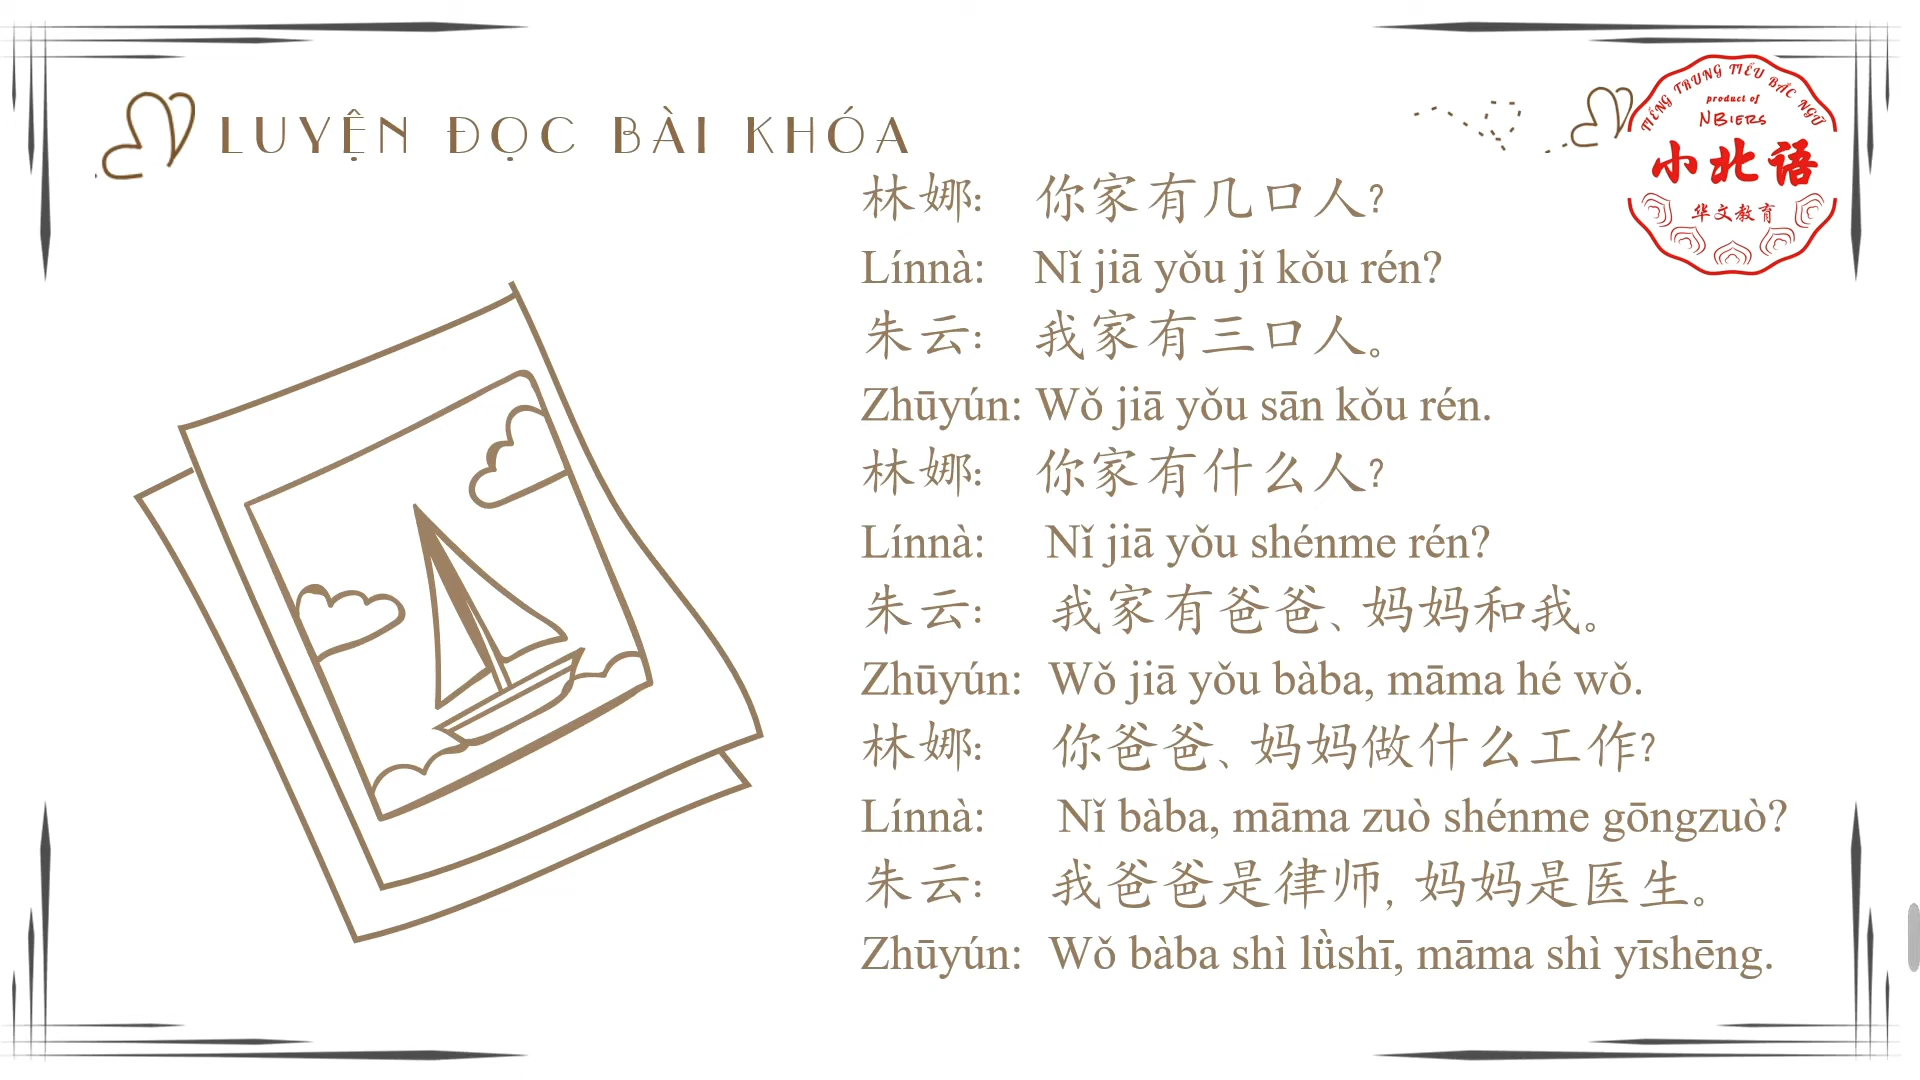 LUYỆN ĐỌC BÀI KHÓA
TIẾNG TRUNG TIỂU BẮC NGỮ
product of
NBIERS
小北语
华文教育
林娜: 你家有几口人?
Línnà: Nǐ jiā yǒu jǐ kǒu rén?
朱云: 我家有三口人。
Zhūyún: Wǒ jiā yǒu sān kǒu rén.
林娜: 你家有什么人?
Línnà: Nǐ jiā yǒu shénme rén?
朱云: 我家有爸爸、妈妈和我。
Zhūyún: Wǒ jiā yǒu bàba, māma hé wǒ.
林娜: 你爸爸、妈妈做什么工作?
Línnà: Nǐ bàba, māma zuò shénme gōngzuò?
朱云: 我爸爸是律师, 妈妈是医生。
Zhūyún: Wǒ bàba shì lǜshī, māma shì yīshēng.